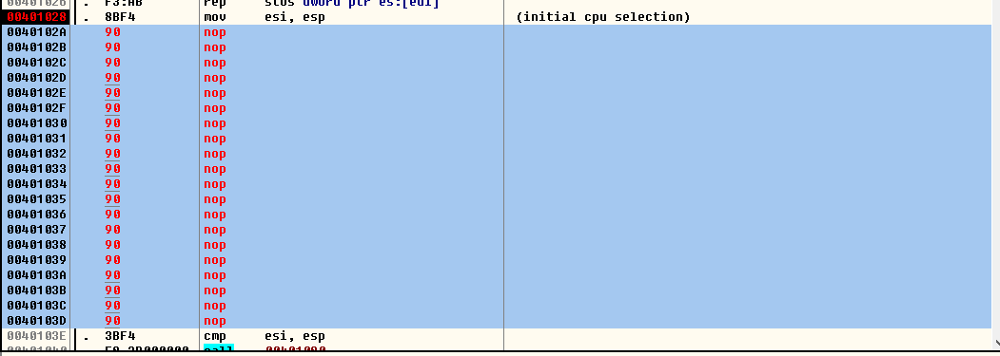 00401026 . F3:AB rep stos dword ptr es:[edi]
00401028 . 8BF4 mov esi, esp (initial cpu selection)
0040102A 90 nop
0040102B 90 nop
0040102C 90 nop
0040102D 90 nop
0040102E 90 nop
0040102F 90 nop
00401030 90 nop
00401031 90 nop
00401032 90 nop
00401033 90 nop
00401034 90 nop
00401035 90 nop
00401036 90 nop
00401037 90 nop
00401038 90 nop
00401039 90 nop
0040103A 90 nop
0040103B 90 nop
0040103C 90 nop
0040103D 90 nop
0040103E . 3BF4 cmp esi, esp
00401040 . call